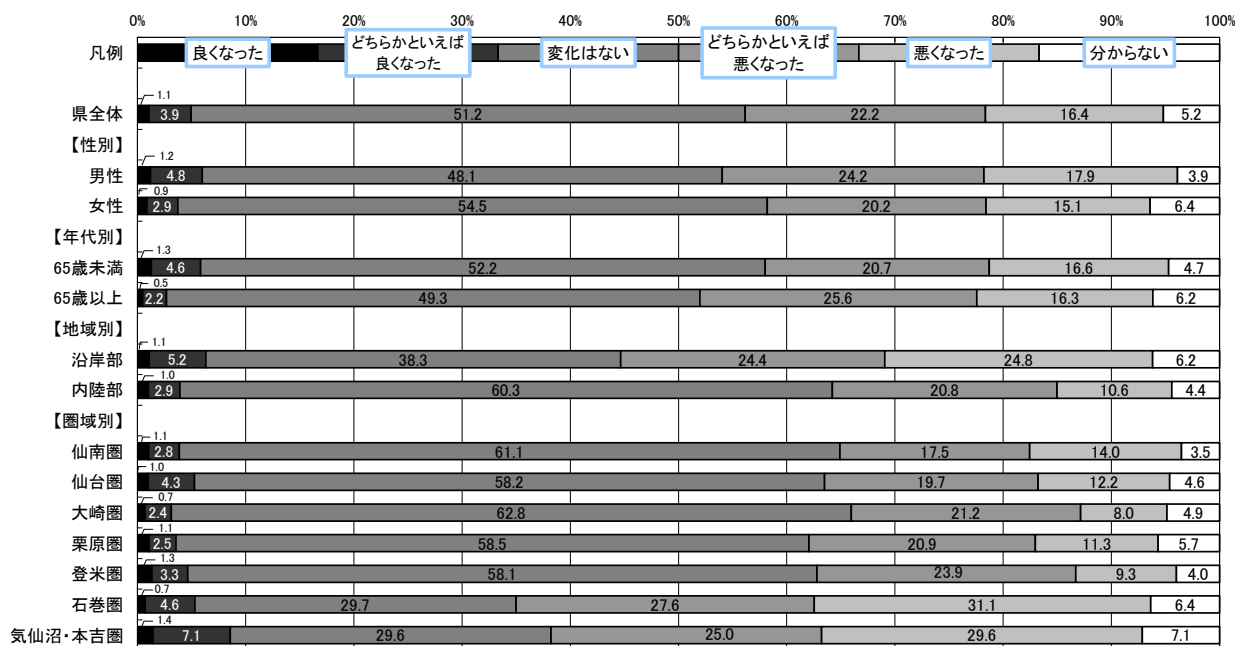 0% 10% 20% 30% 40% 50% 60% 70% 80% 90% 100%
凡例 良くなった どちらかといえば 良くなった 変化はない どちらかといえば 悪くなった 悪くなった 分からない
県全体 1.1 3.9 51.2 22.2 16.4 5.2
【性別】
男性 1.2 4.8 48.1 24.2 17.9 3.9
女性 0.9 2.9 54.5 20.2 15.1 6.4
【年代別】
65歳未満 1.3 4.6 52.2 20.7 16.6 4.7
65歳以上 0.5 2.2 49.3 25.6 16.3 6.2
【地域別】
沿岸部 1.1 5.2 38.3 24.4 24.8 6.2
内陸部 1.0 2.9 60.3 20.8 10.6 4.4
【圏域別】
仙南圏 1.1 2.8 61.1 17.5 14.0 3.5
仙台圏 1.0 4.3 58.2 19.7 12.2 4.6
大崎圏 0.7 2.4 62.8 21.2 8.0 4.9
栗原圏 1.1 2.5 58.5 20.9 11.3 5.7
登米圏 1.3 3.3 58.1 23.9 9.3 4.0
石巻圏 0.7 4.6 29.7 27.6 31.1 6.4
気仙沼・本吉圏 1.4 7.1 29.6 25.0 29.6 7.1